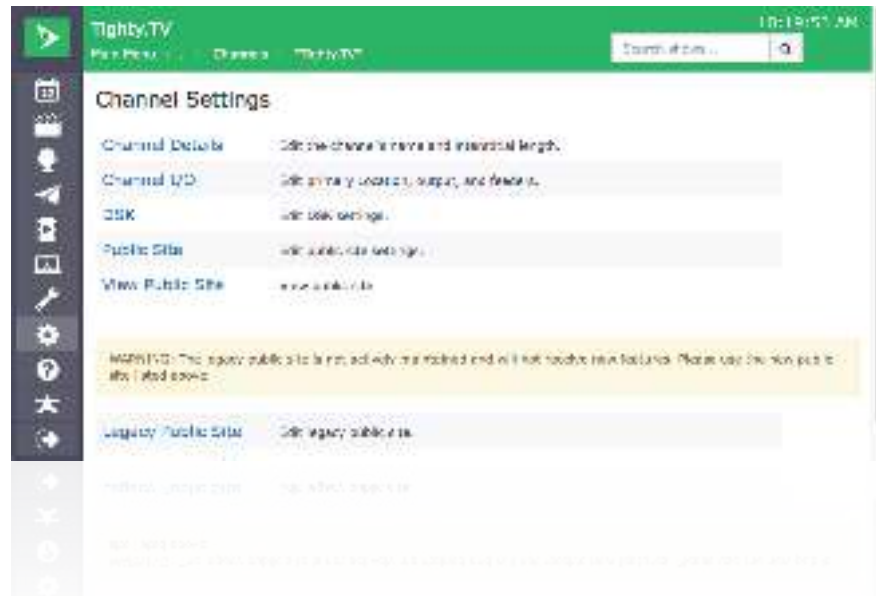 Tighty.TV
10:19:53 AM
Main Menu Channels "Tighty.TV"
Search shows...
Channel Settings
Channel Details Edit the channel's name and interstitial length.
Channel I/O Edit primary location, output, and feeders.
DSK Edit DSK settings.
Public Site Edit public site settings.
View Public Site View public site
WARNING: The legacy public site is not actively maintained and will not receive new features. Please use the new public
site listed above.
Legacy Public Site Edit legacy public site.